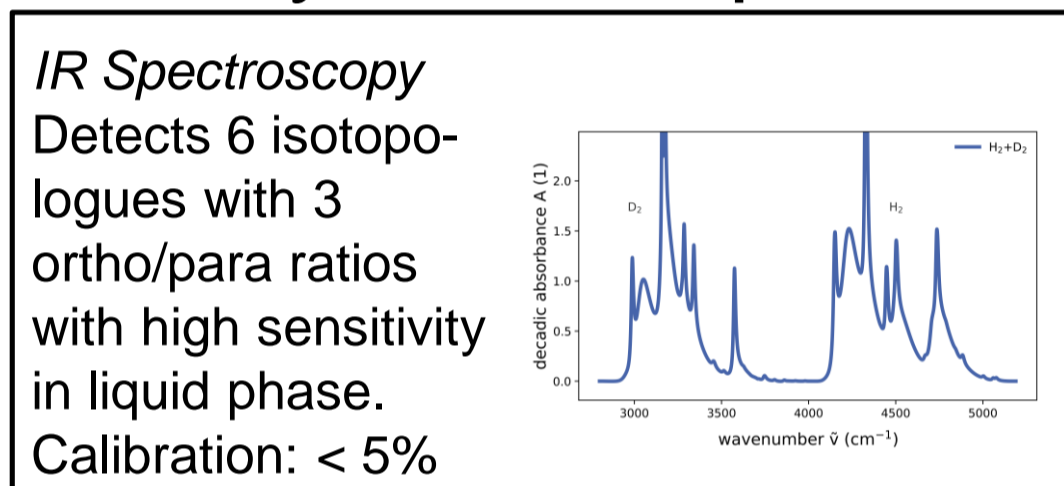 IR Spectroscopy
Detects 6 isotopo-
logues with 3
ortho/para ratios
with high sensitivity
in liquid phase.
Calibration: < 5%
decadic absorbance A (1)
2.0
1.5
1.0
0.5
0.0
D₂
H₂
H₂+D₂
3000 3500 4000 4500 5000
wavenumber ṽ (cm⁻¹)